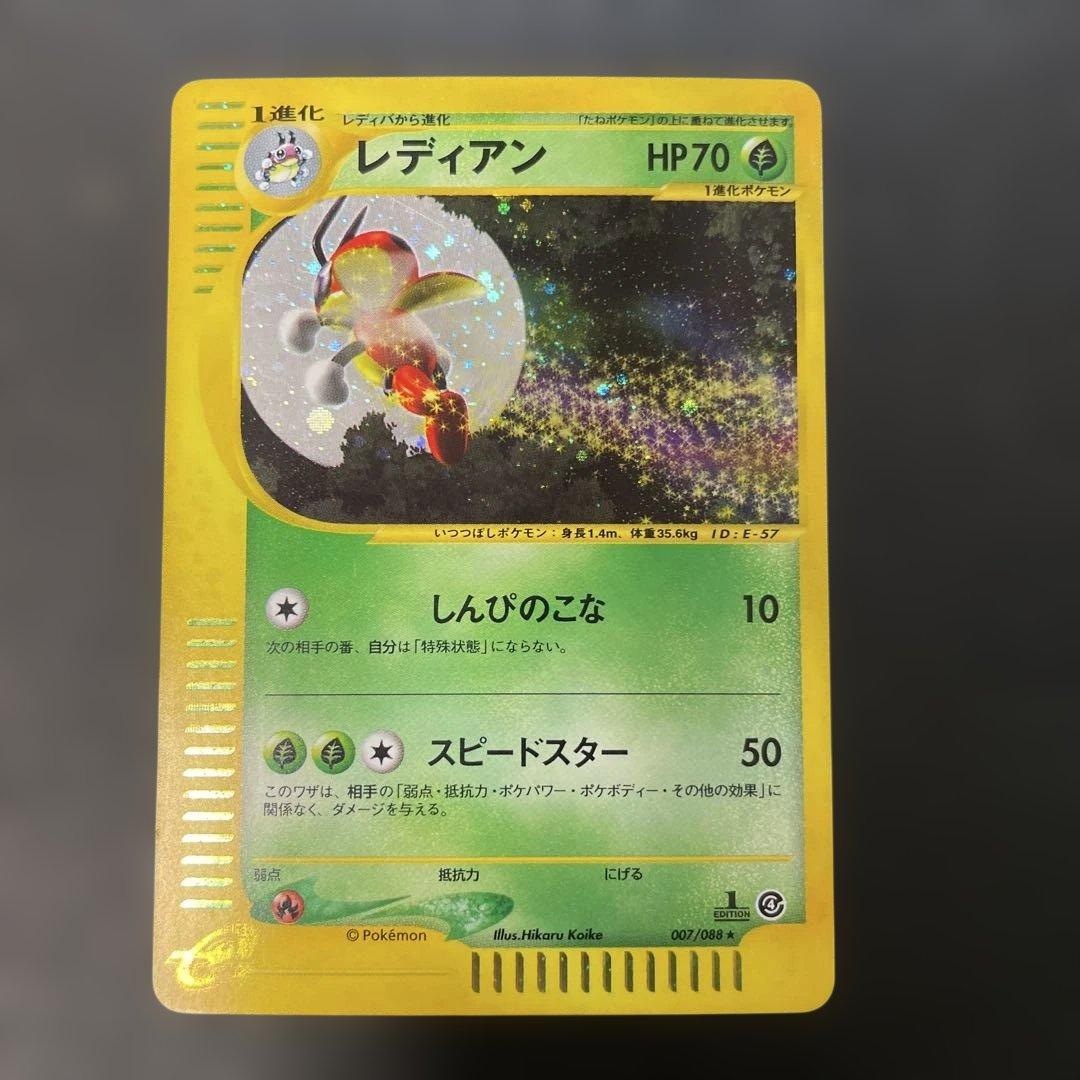 1進化 レディバから進化 「たねポケモン」の上に重ねて進化させます
レディアン HP70
1進化ポケモン
いつつぼしポケモン：身長1.4m、体重35.6kg ID:E-57
しんぴのこな 10
次の相手の番、自分は「特殊状態」にならない。
スピードスター 50
このワザは、相手の「弱点・抵抗力・ポケパワー・ポケボディー・その他の効果」に
関係なく、ダメージを与える。
弱点 抵抗力 にげる
1 EDITION 4
© Pokémon Illus.Hikaru Koike 007/088★